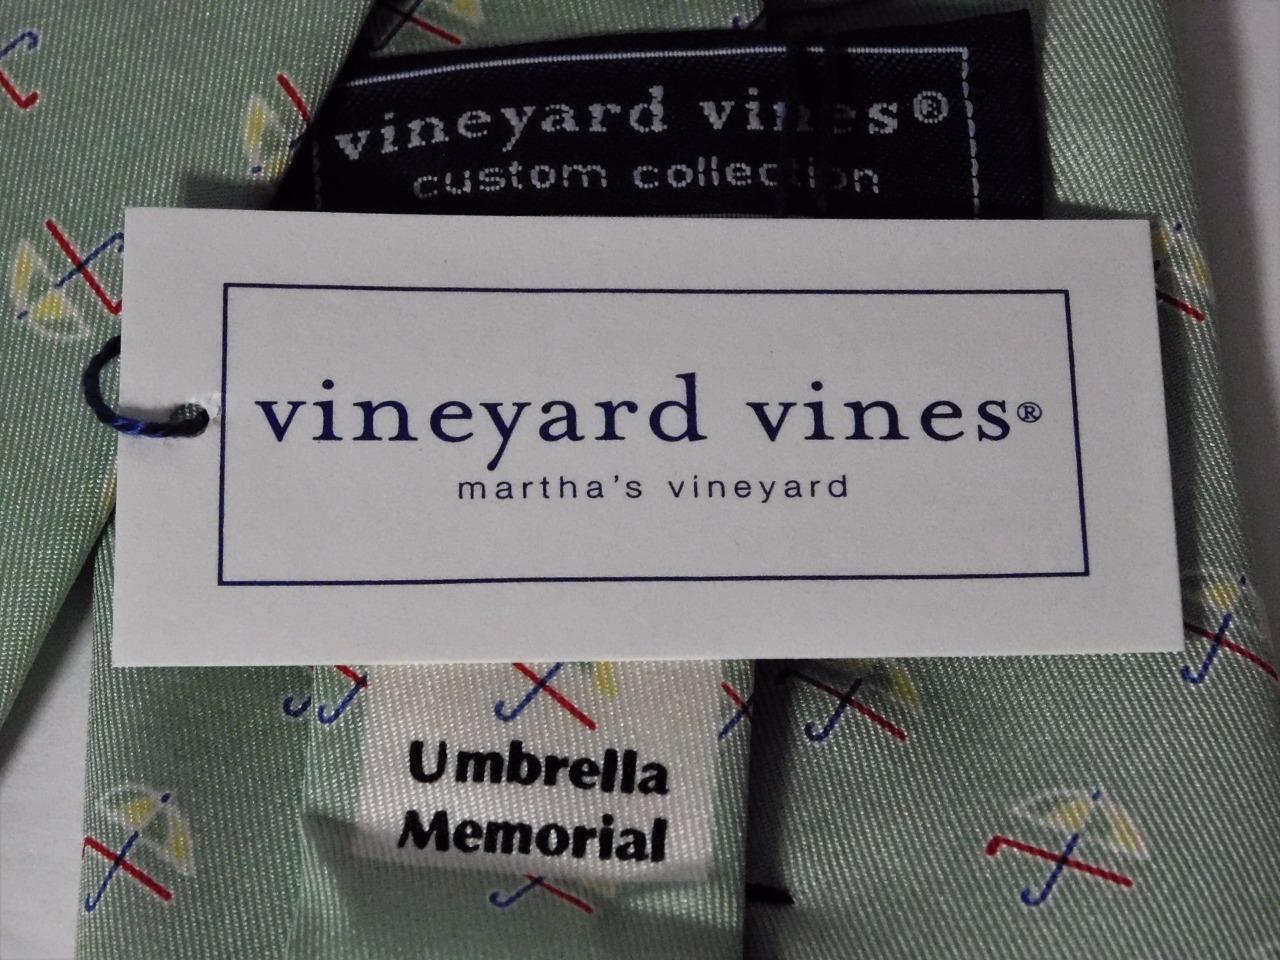 vineyard vines®
custom collection
vineyard vines®
martha's vineyard
Umbrella
Memorial